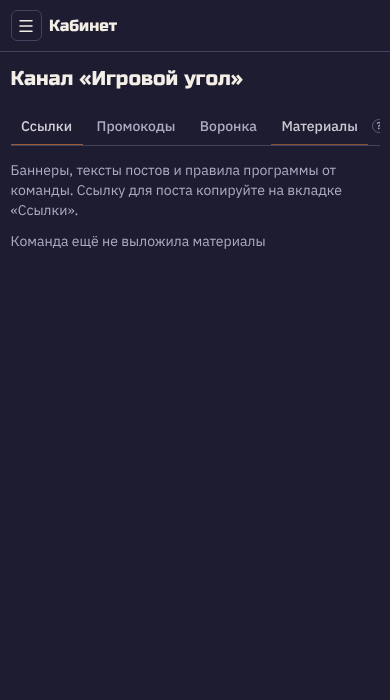 Кабинет
Канал «Игровой угол»
Ссылки Промокоды Воронка Материалы ?
Баннеры, тексты постов и правила программы от
команды. Ссылку для поста копируйте на вкладке
«Ссылки».
Команда ещё не выложила материалы